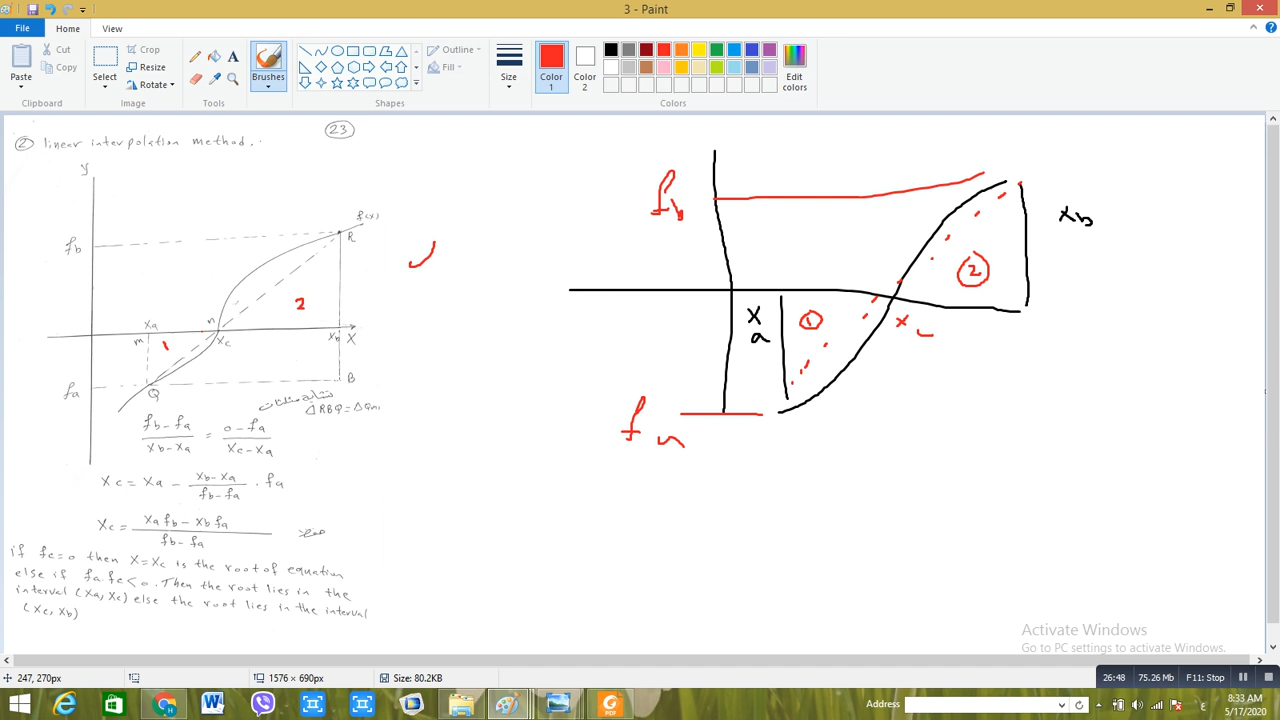 3 - Paint
File Home View
Paste Cut Copy Clipboard
Select Crop Resize Rotate Image
Tools
Brushes
Shapes Outline Fill
Size
Color 1 Color 2 Edit colors
Colors
23
2 linear interpolation method.
y
f(x)
fb
R
2
xa
n
m
1
xc
xb
X
fa
Q
B
تشابه مثلثات
△RBQ = △Qmn
fb - fa / xb - xa = 0 - fa / xc - xa
xc = xa - xb - xa / fb - fa . fa
xc = xa fb - xb fa / fb - fa
if fc = 0 then X = Xc is the root of equation
else if fa.fc < 0. Then the root lies in the
interval (xa, xc) else the root lies in the interval
(xc, xb)
fb
xb
2
xa
1
x
f
Activate Windows
Go to PC settings to activate Windows.
247, 270px
1576 × 690px
Size: 80.2KB
26:48 75.26 Mb F11: Stop
Address
PDF
8:33 AM
5/17/2020